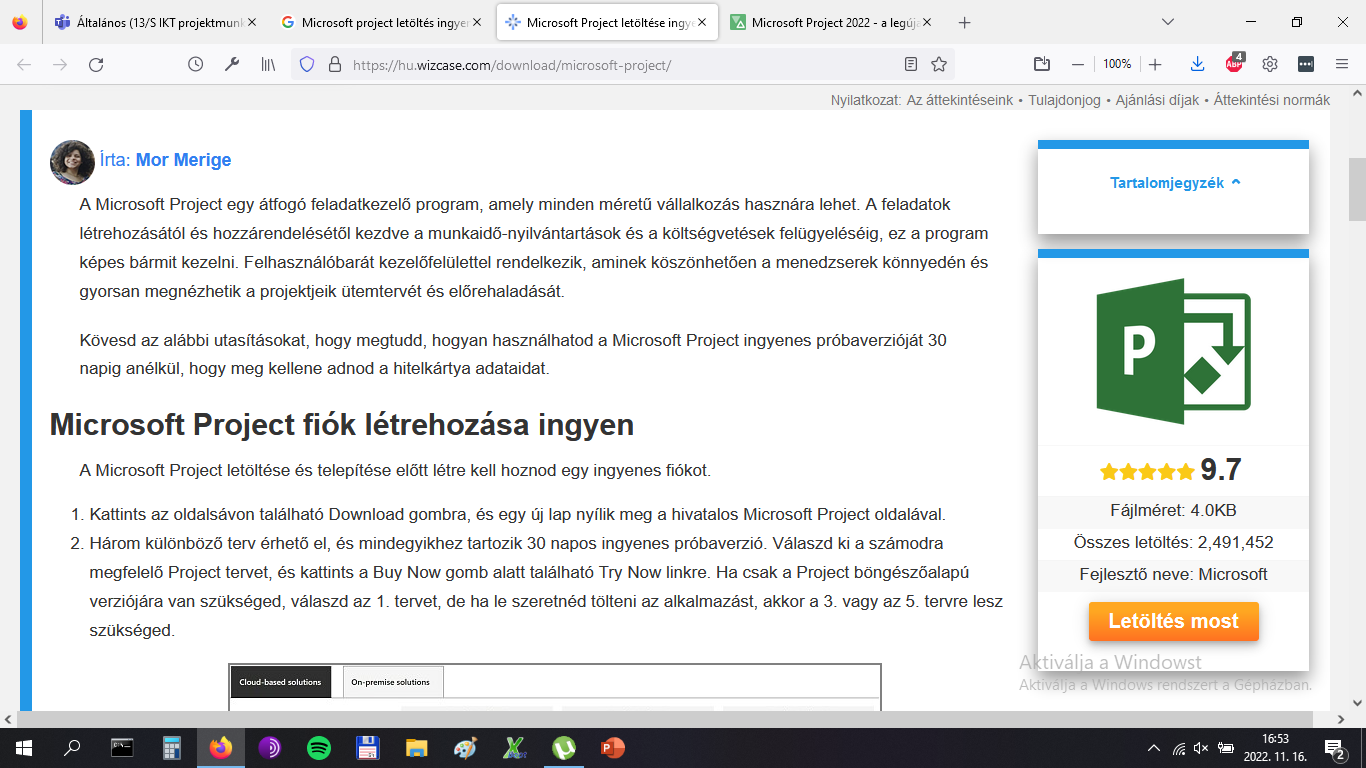 Általános (13/S IKT projektmunk
Microsoft project letöltés ingyen
Microsoft Project letöltése ingye
Microsoft Project 2022 - a legúja
https://hu.wizcase.com/download/microsoft-project/
100%
ABP
4
Nyilatkozat: Az áttekintéseink • Tulajdonjog • Ajánlási díjak • Áttekintési normák
Írta: Mor Merige
A Microsoft Project egy átfogó feladatkezelő program, amely minden méretű vállalkozás hasznára lehet. A feladatok
létrehozásától és hozzárendelésétől kezdve a munkaidő-nyilvántartások és a költségvetések felügyeléséig, ez a program
képes bármit kezelni. Felhasználóbarát kezelőfelülettel rendelkezik, aminek köszönhetően a menedzserek könnyedén és
gyorsan megnézhetik a projektjeik ütemtervét és előrehaladását.
Kövesd az alábbi utasításokat, hogy megtudd, hogyan használhatod a Microsoft Project ingyenes próbaverzióját 30
napig anélkül, hogy meg kellene adnod a hitelkártya adataidat.
Microsoft Project fiók létrehozása ingyen
A Microsoft Project letöltése és telepítése előtt létre kell hoznod egy ingyenes fiókot.
1. Kattints az oldalsávon található Download gombra, és egy új lap nyílik meg a hivatalos Microsoft Project oldalával.
2. Három különböző terv érhető el, és mindegyikhez tartozik 30 napos ingyenes próbaverzió. Válaszd ki a számodra
megfelelő Project tervet, és kattints a Buy Now gomb alatt található Try Now linkre. Ha csak a Project böngészőalapú
verziójára van szükséged, válaszd az 1. tervet, de ha le szeretnéd tölteni az alkalmazást, akkor a 3. vagy az 5. tervre lesz
szükséged.
Cloud-based solutions
On-premise solutions
Tartalomjegyzék
P
9.7
Fájlméret: 4.0KB
Összes letöltés: 2,491,452
Fejlesztő neve: Microsoft
Letöltés most
Aktiválja a Windowst
Aktiválja a Windows rendszert a Gépházban.
16:53
2022. 11. 16.
2